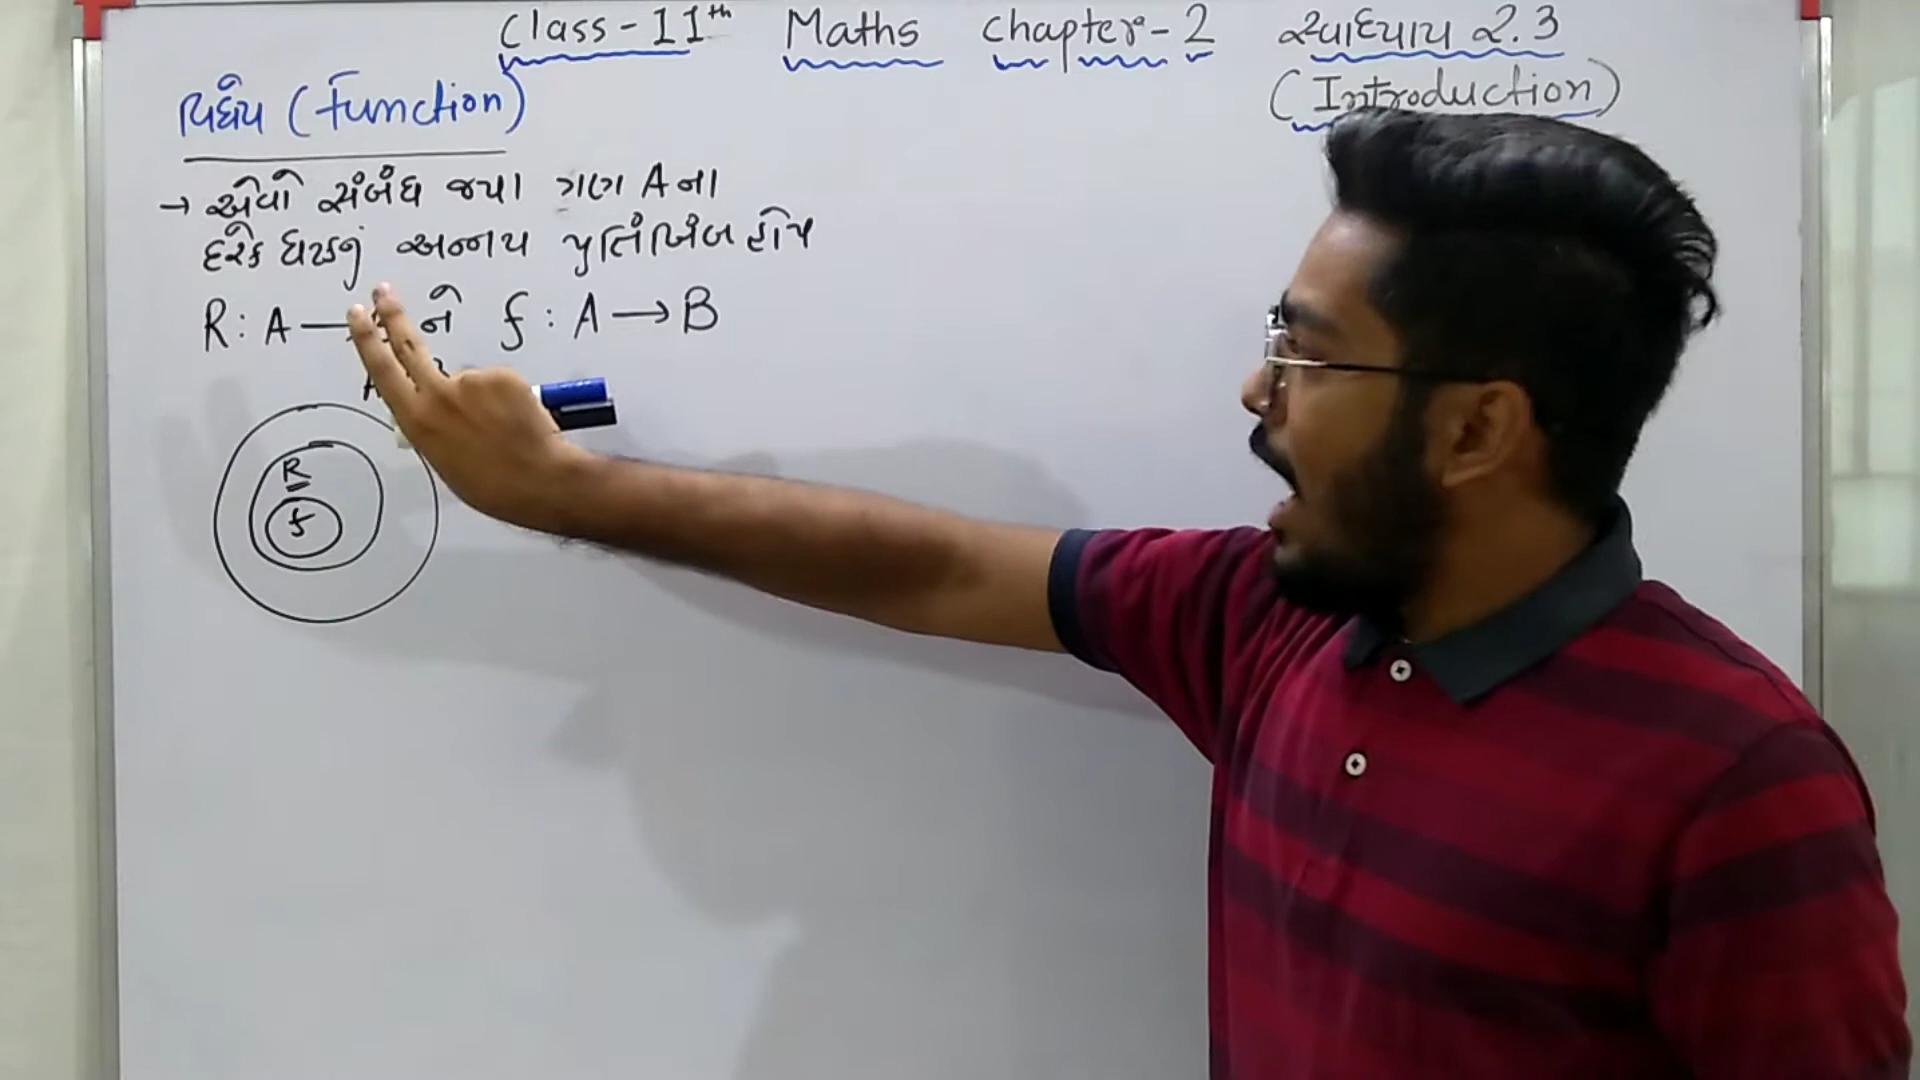 Class-11th Maths Chapter-2 સ્વાધ્યાય 2.3
(Introduction)
વિધેય (Function)
→ એવો સંબંધ જયા ગણ A ના
દરેક ઘટકનું અનન્ય પ્રતિબિંબ હોય
R: A ને f: A → B
R
f